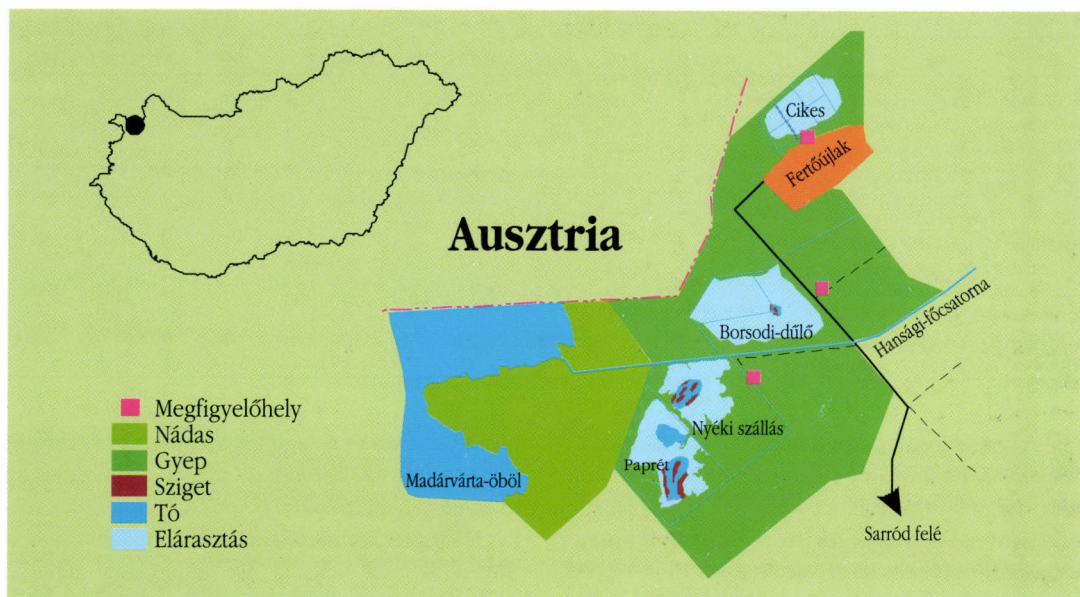 Cikes
Fertőújlak
Ausztria
Borsodi-dűlő
Hansági-főcsatorna
Megfigyelőhely
Nádas
Gyep
Sziget
Tó
Elárasztás
Nyéki szállás
Paprét
Madárvárta-öböl
Sarród felé